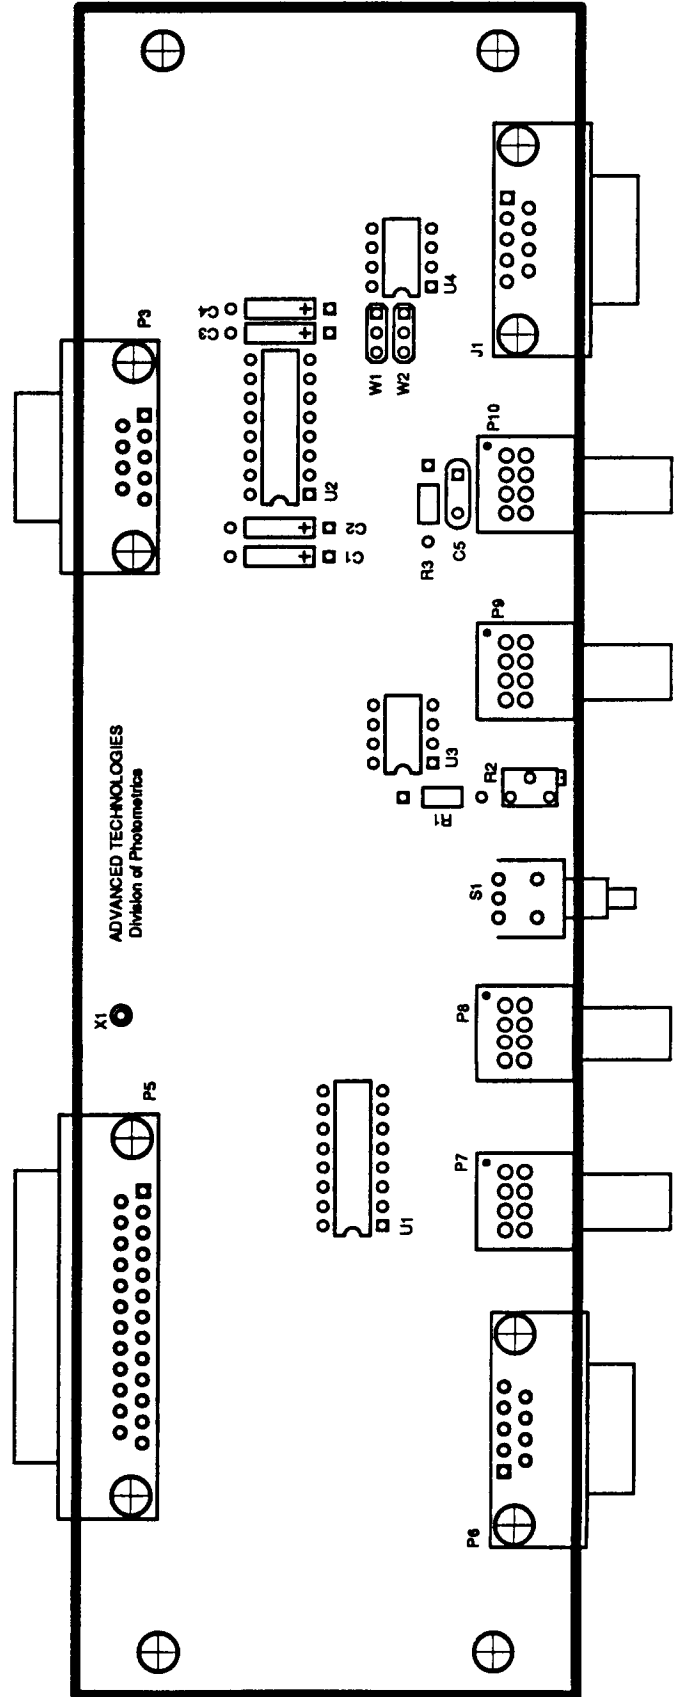 P3
C4
C3
U4
J1
W1
W2
U2
P10
C2
C1
R3
C5
P9
ADVANCED TECHNOLOGIES
Division of Photometrics
U3
R2
R1
S1
X1
P8
P5
P7
U1
P6